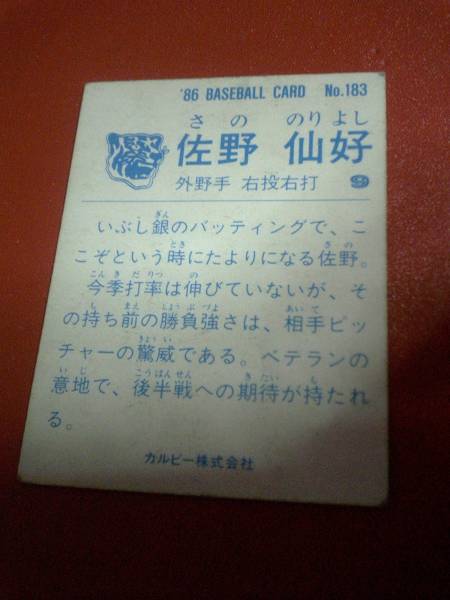 '86 BASEBALL CARD No.183
さの のりよし
佐野 仙好
外野手 右投右打 9
いぶし銀のバッティングで、こ
こぞという時にたよりになる佐野。
今季打率は伸びていないが、そ
の持ち前の勝負強さは、相手ピッ
チャーの驚威である。ベテランの
意地で、後半戦への期待が持たれ
る。
カルビー株式会社